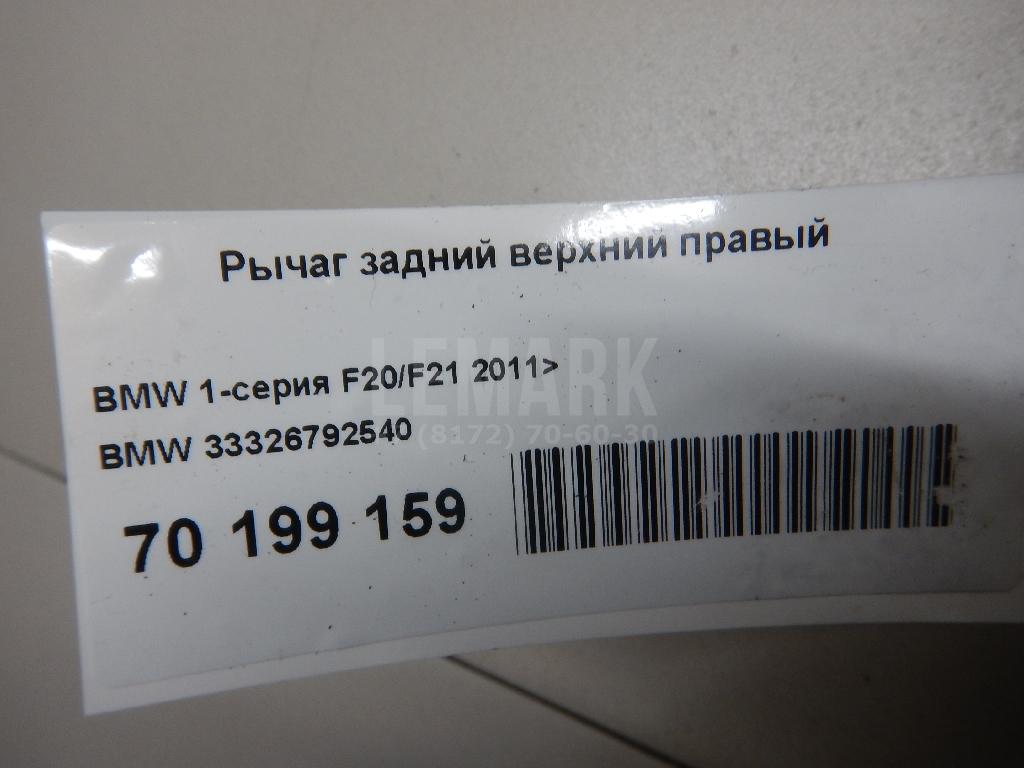 Рычаг задний верхний правый
BMW 1-серия F20/F21 2011>
LEMARK
BMW 33326792540
(8172) 70-60-30
70 199 159